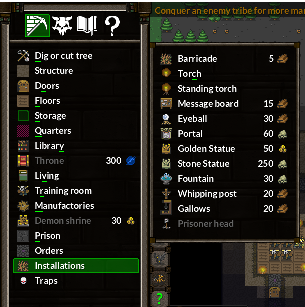 Conquer an enemy tribe for more mana
Dig or cut tree
Structure
Doors
Floors
Storage
Quarters
Library
Throne 300
Living
Training room
Manufactories
Demon shrine 30
Prison
Orders
Installations
Traps
Barricade 5
Torch
Standing torch
Message board 15
Eyeball 30
Portal 60
Golden Statue 50
Stone Statue 250
Fountain 30
Whipping post 20
Gallows 20
Prisoner head
?